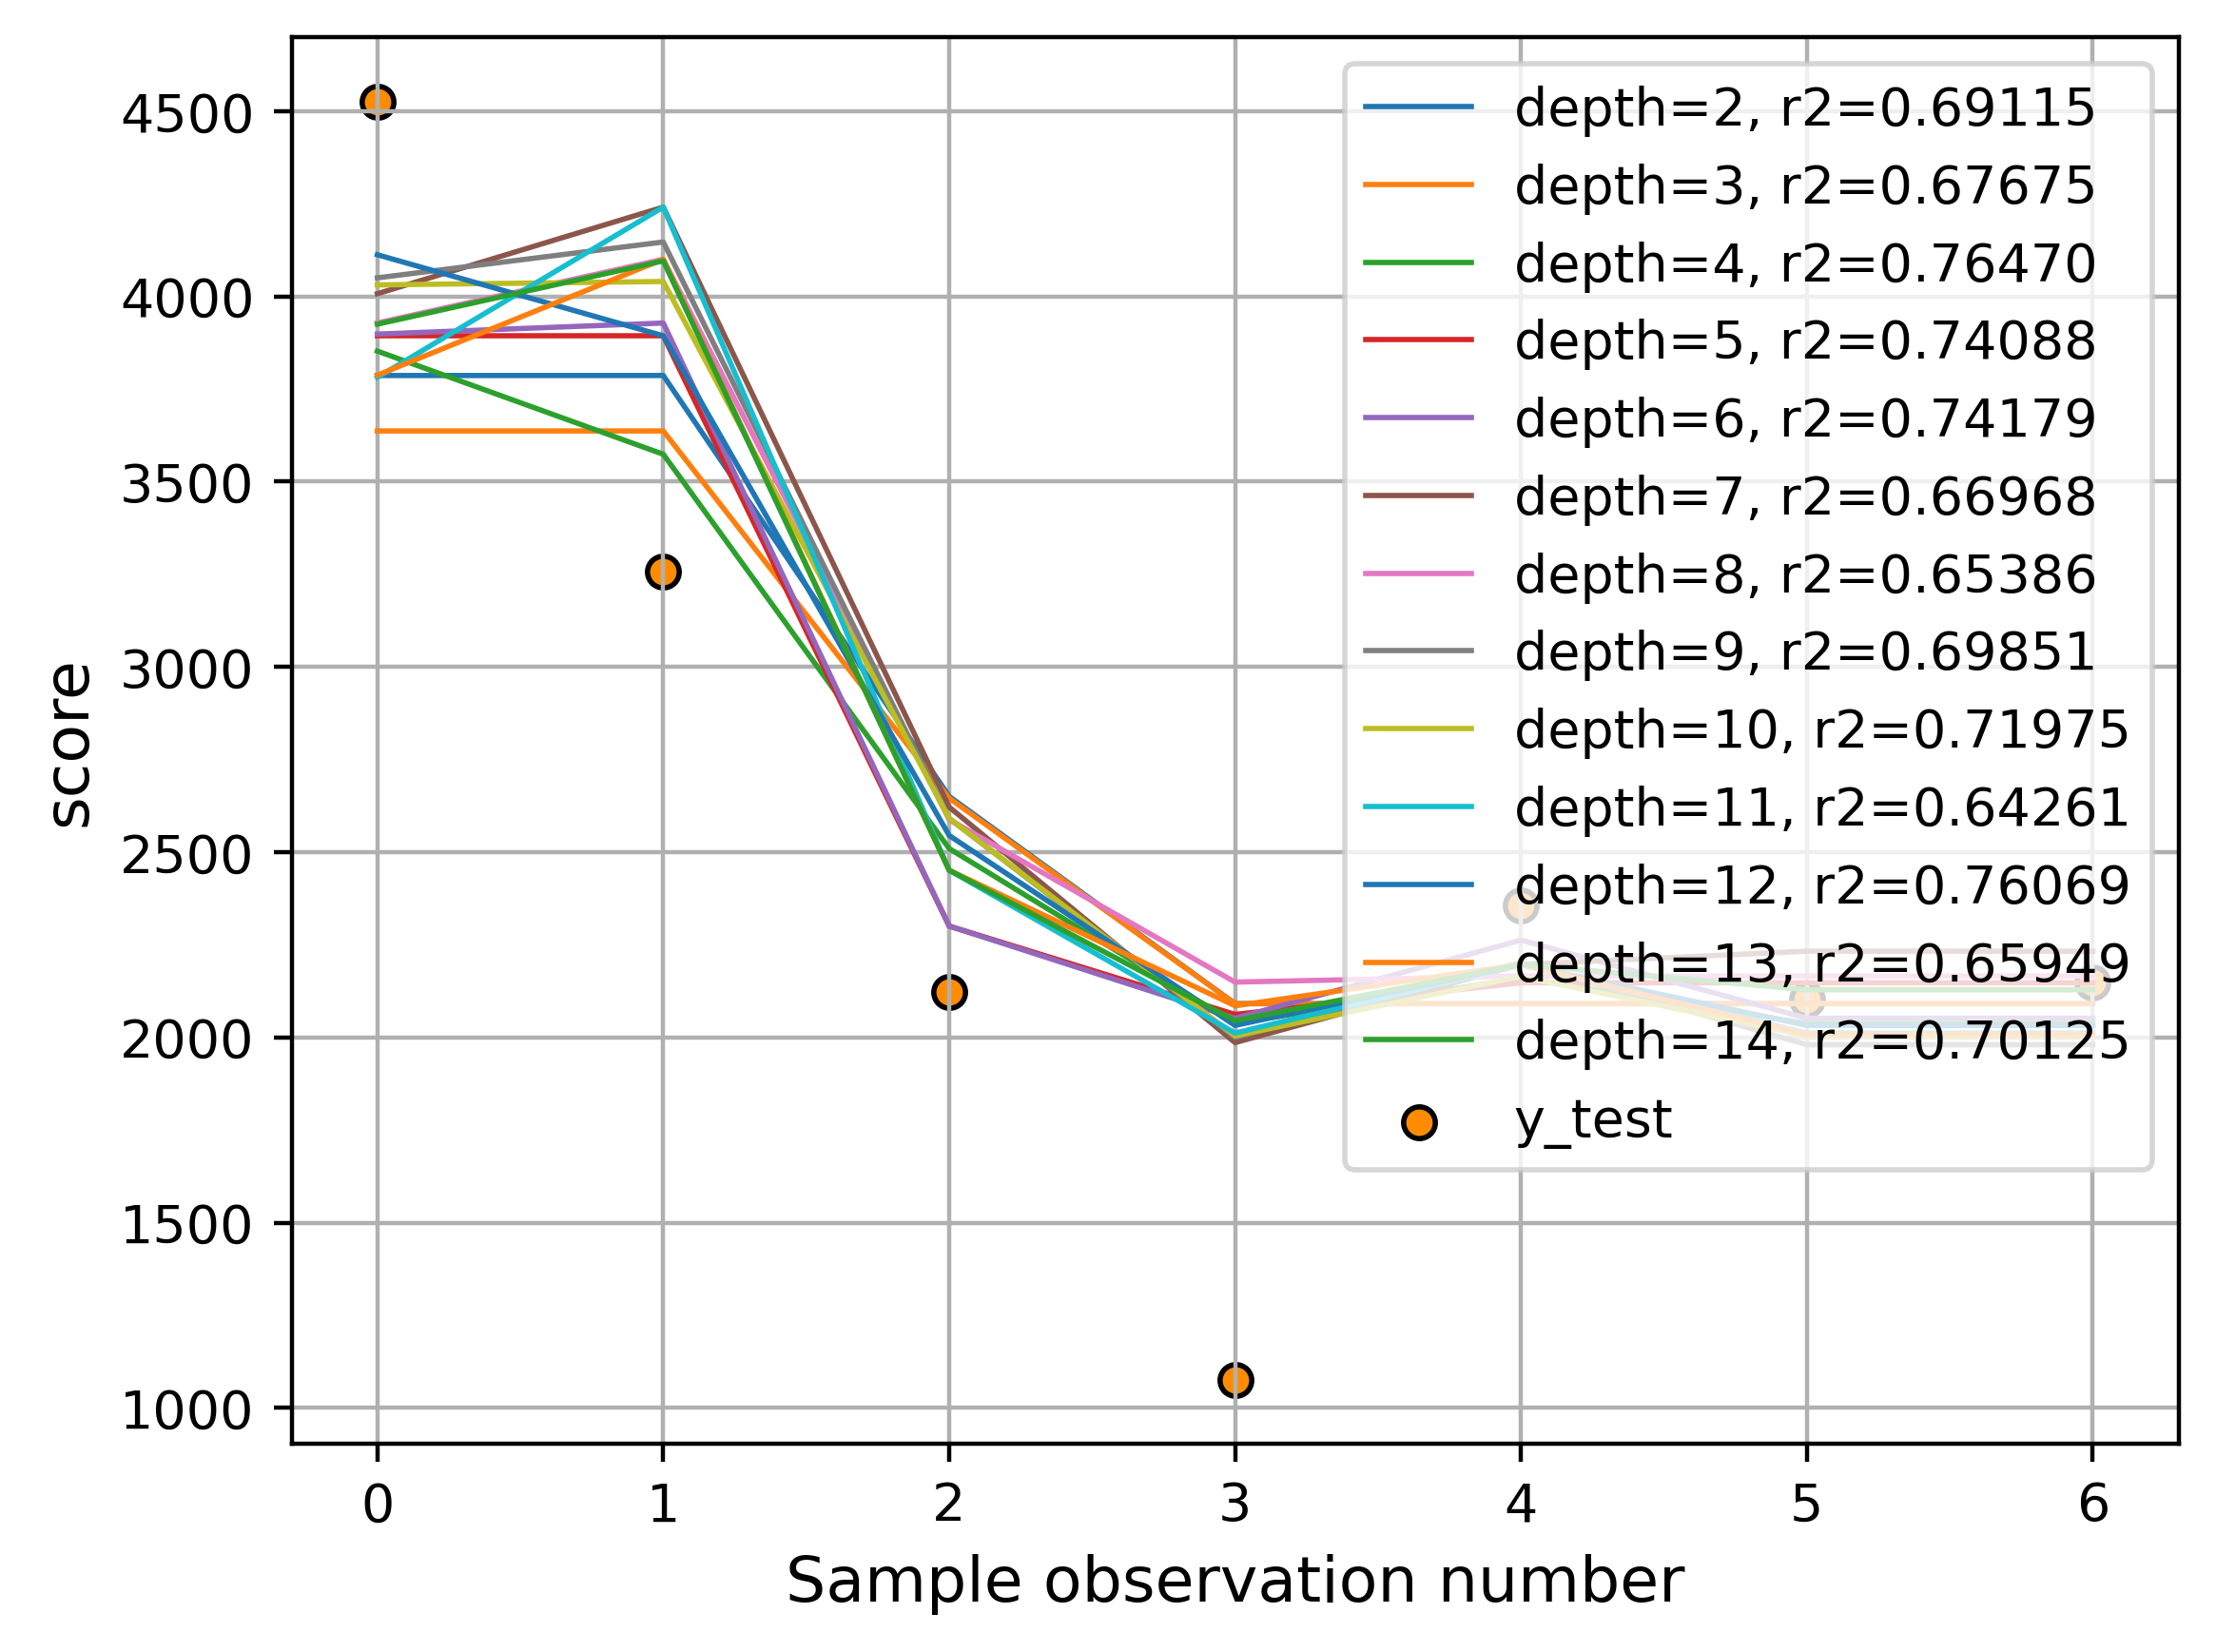 4500
4000
3500
3000
2500
2000
1500
1000
score
0 1 2 3 4 5 6
Sample observation number
depth=2, r2=0.69115
depth=3, r2=0.67675
depth=4, r2=0.76470
depth=5, r2=0.74088
depth=6, r2=0.74179
depth=7, r2=0.66968
depth=8, r2=0.65386
depth=9, r2=0.69851
depth=10, r2=0.71975
depth=11, r2=0.64261
depth=12, r2=0.76069
depth=13, r2=0.65949
depth=14, r2=0.70125
y_test